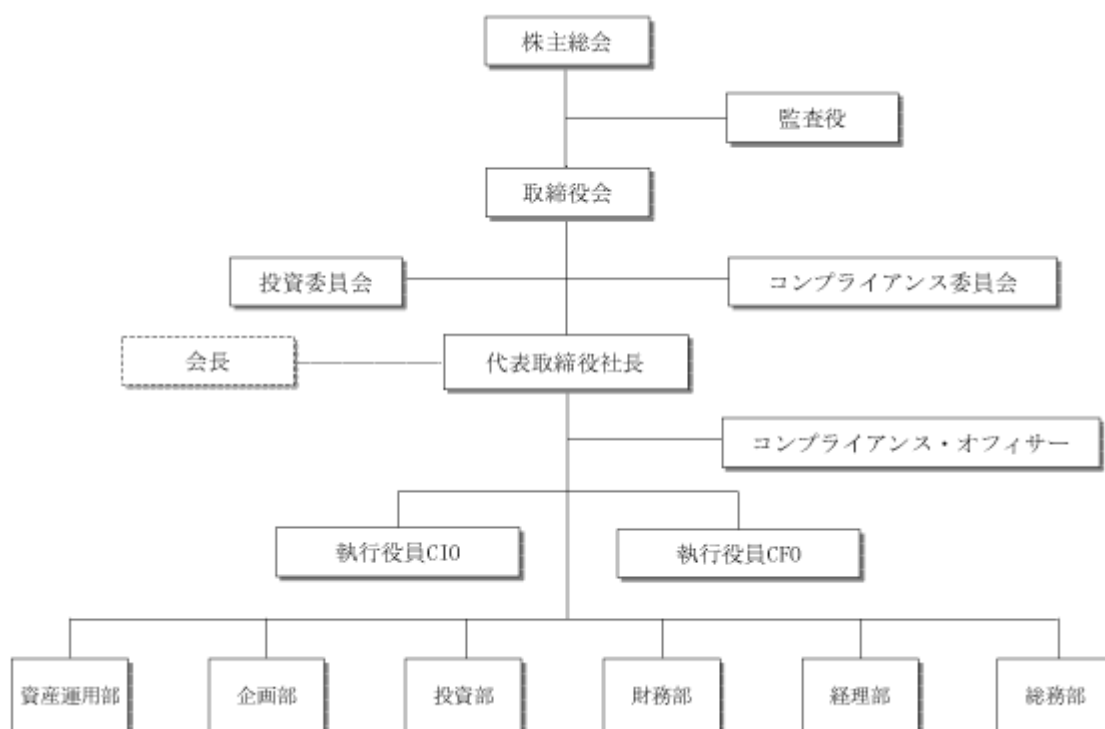 株主総会
監査役
取締役会
投資委員会
コンプライアンス委員会
会長
代表取締役社長
コンプライアンス・オフィサー
執行役員CIO
執行役員CFO
資産運用部
企画部
投資部
財務部
経理部
総務部